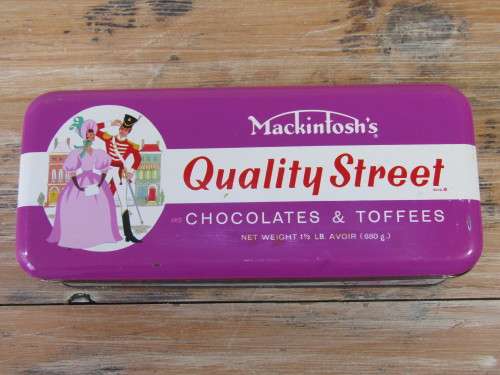 Mackintosh's
Quality Street
CHOCOLATES & TOFFEES
NET WEIGHT 1½ LB. AVOIR (680 g.)